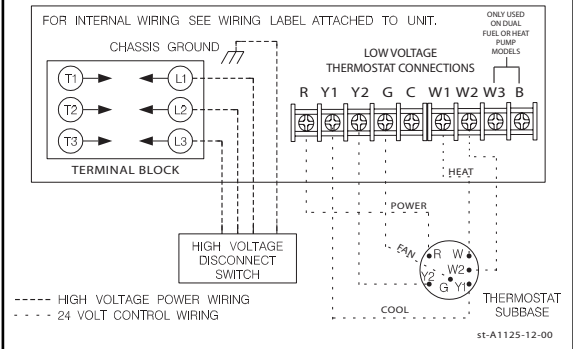 FOR INTERNAL WIRING SEE WIRING LABEL ATTACHED TO UNIT.
ONLY USED
ON DUAL
FUEL OR HEAT
PUMP
MODELS
CHASSIS GROUND
LOW VOLTAGE
THERMOSTAT CONNECTIONS
R Y1 Y2 G C W1 W2 W3 B
T1 L1
T2 L2
T3 L3
TERMINAL BLOCK
HEAT
POWER
HIGH VOLTAGE
DISCONNECT
SWITCH
FAN
R W
W2
Y2 G Y1 Y1
THERMOSTAT
SUBBASE
COOL
HIGH VOLTAGE POWER WIRING
24 VOLT CONTROL WIRING
st-A1125-12-00